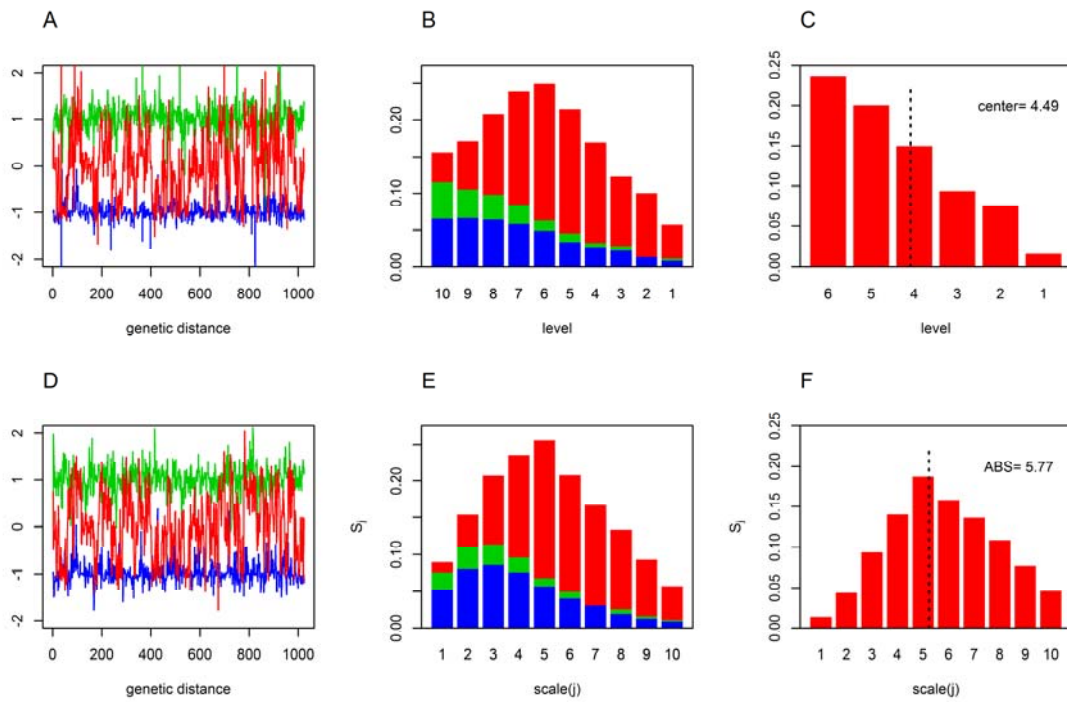 A
B
C
2
1
0
-1
-2
0 200 400 600 800 1000
genetic distance
0.20
0.10
0.00
10 9 8 7 6 5 4 3 2 1
level
0.25
0.20
0.15
0.10
0.05
0.00
center= 4.49
6 5 4 3 2 1
level
D
E
F
2
1
0
-1
-2
0 200 400 600 800 1000
genetic distance
Sj
0.20
0.10
0.00
1 2 3 4 5 6 7 8 9 10
scale(j)
Sj
0.25
0.20
0.15
0.10
0.05
0.00
ABS= 5.77
1 2 3 4 5 6 7 8 9 10
scale(j)